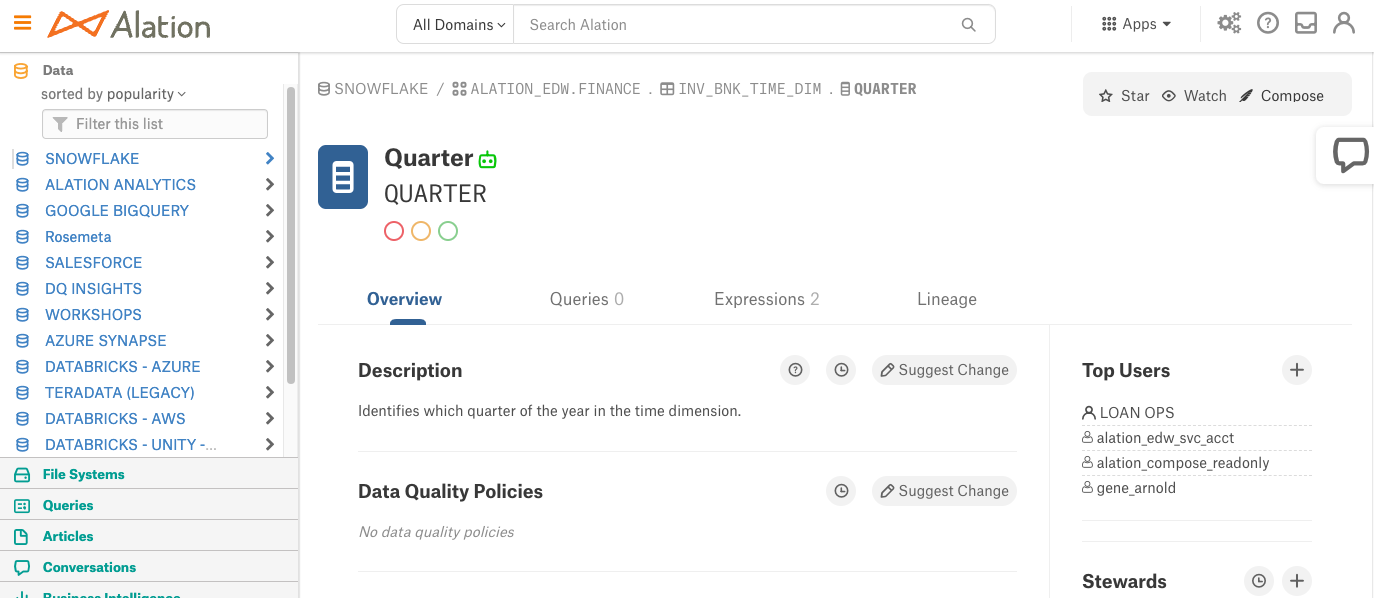 Alation
All Domains
Search Alation
Apps
Data
sorted by popularity
Filter this list
SNOWFLAKE
ALATION ANALYTICS
GOOGLE BIGQUERY
Rosemeta
SALESFORCE
DQ INSIGHTS
WORKSHOPS
AZURE SYNAPSE
DATABRICKS - AZURE
TERADATA (LEGACY)
DATABRICKS - AWS
DATABRICKS - UNITY -...
File Systems
Queries
Articles
Conversations
Business Intelligence
SNOWFLAKE / ALATION_EDW.FINANCE . INV_BNK_TIME_DIM . QUARTER
Star Watch Compose
Quarter
QUARTER
Overview Queries 0 Expressions 2 Lineage
Description
Suggest Change
Identifies which quarter of the year in the time dimension.
Data Quality Policies
Suggest Change
No data quality policies
Top Users
LOAN OPS
alation_edw_svc_acct
alation_compose_readonly
gene_arnold
Stewards